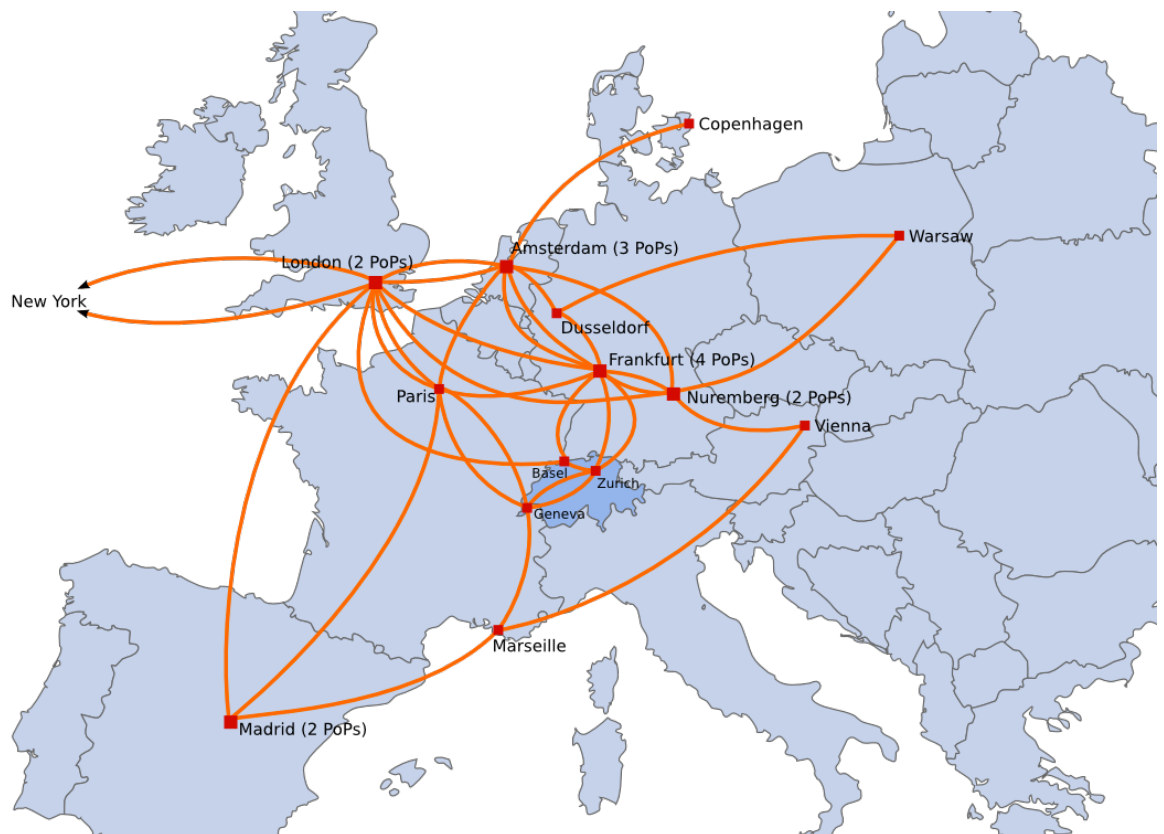 Copenhagen
Warsaw
Amsterdam (3 PoPs)
London (2 PoPs)
New York
Dusseldorf
Frankfurt (4 PoPs)
Paris
Nuremberg (2 PoPs)
Vienna
Basel
Zurich
Geneva
Marseille
Madrid (2 PoPs)